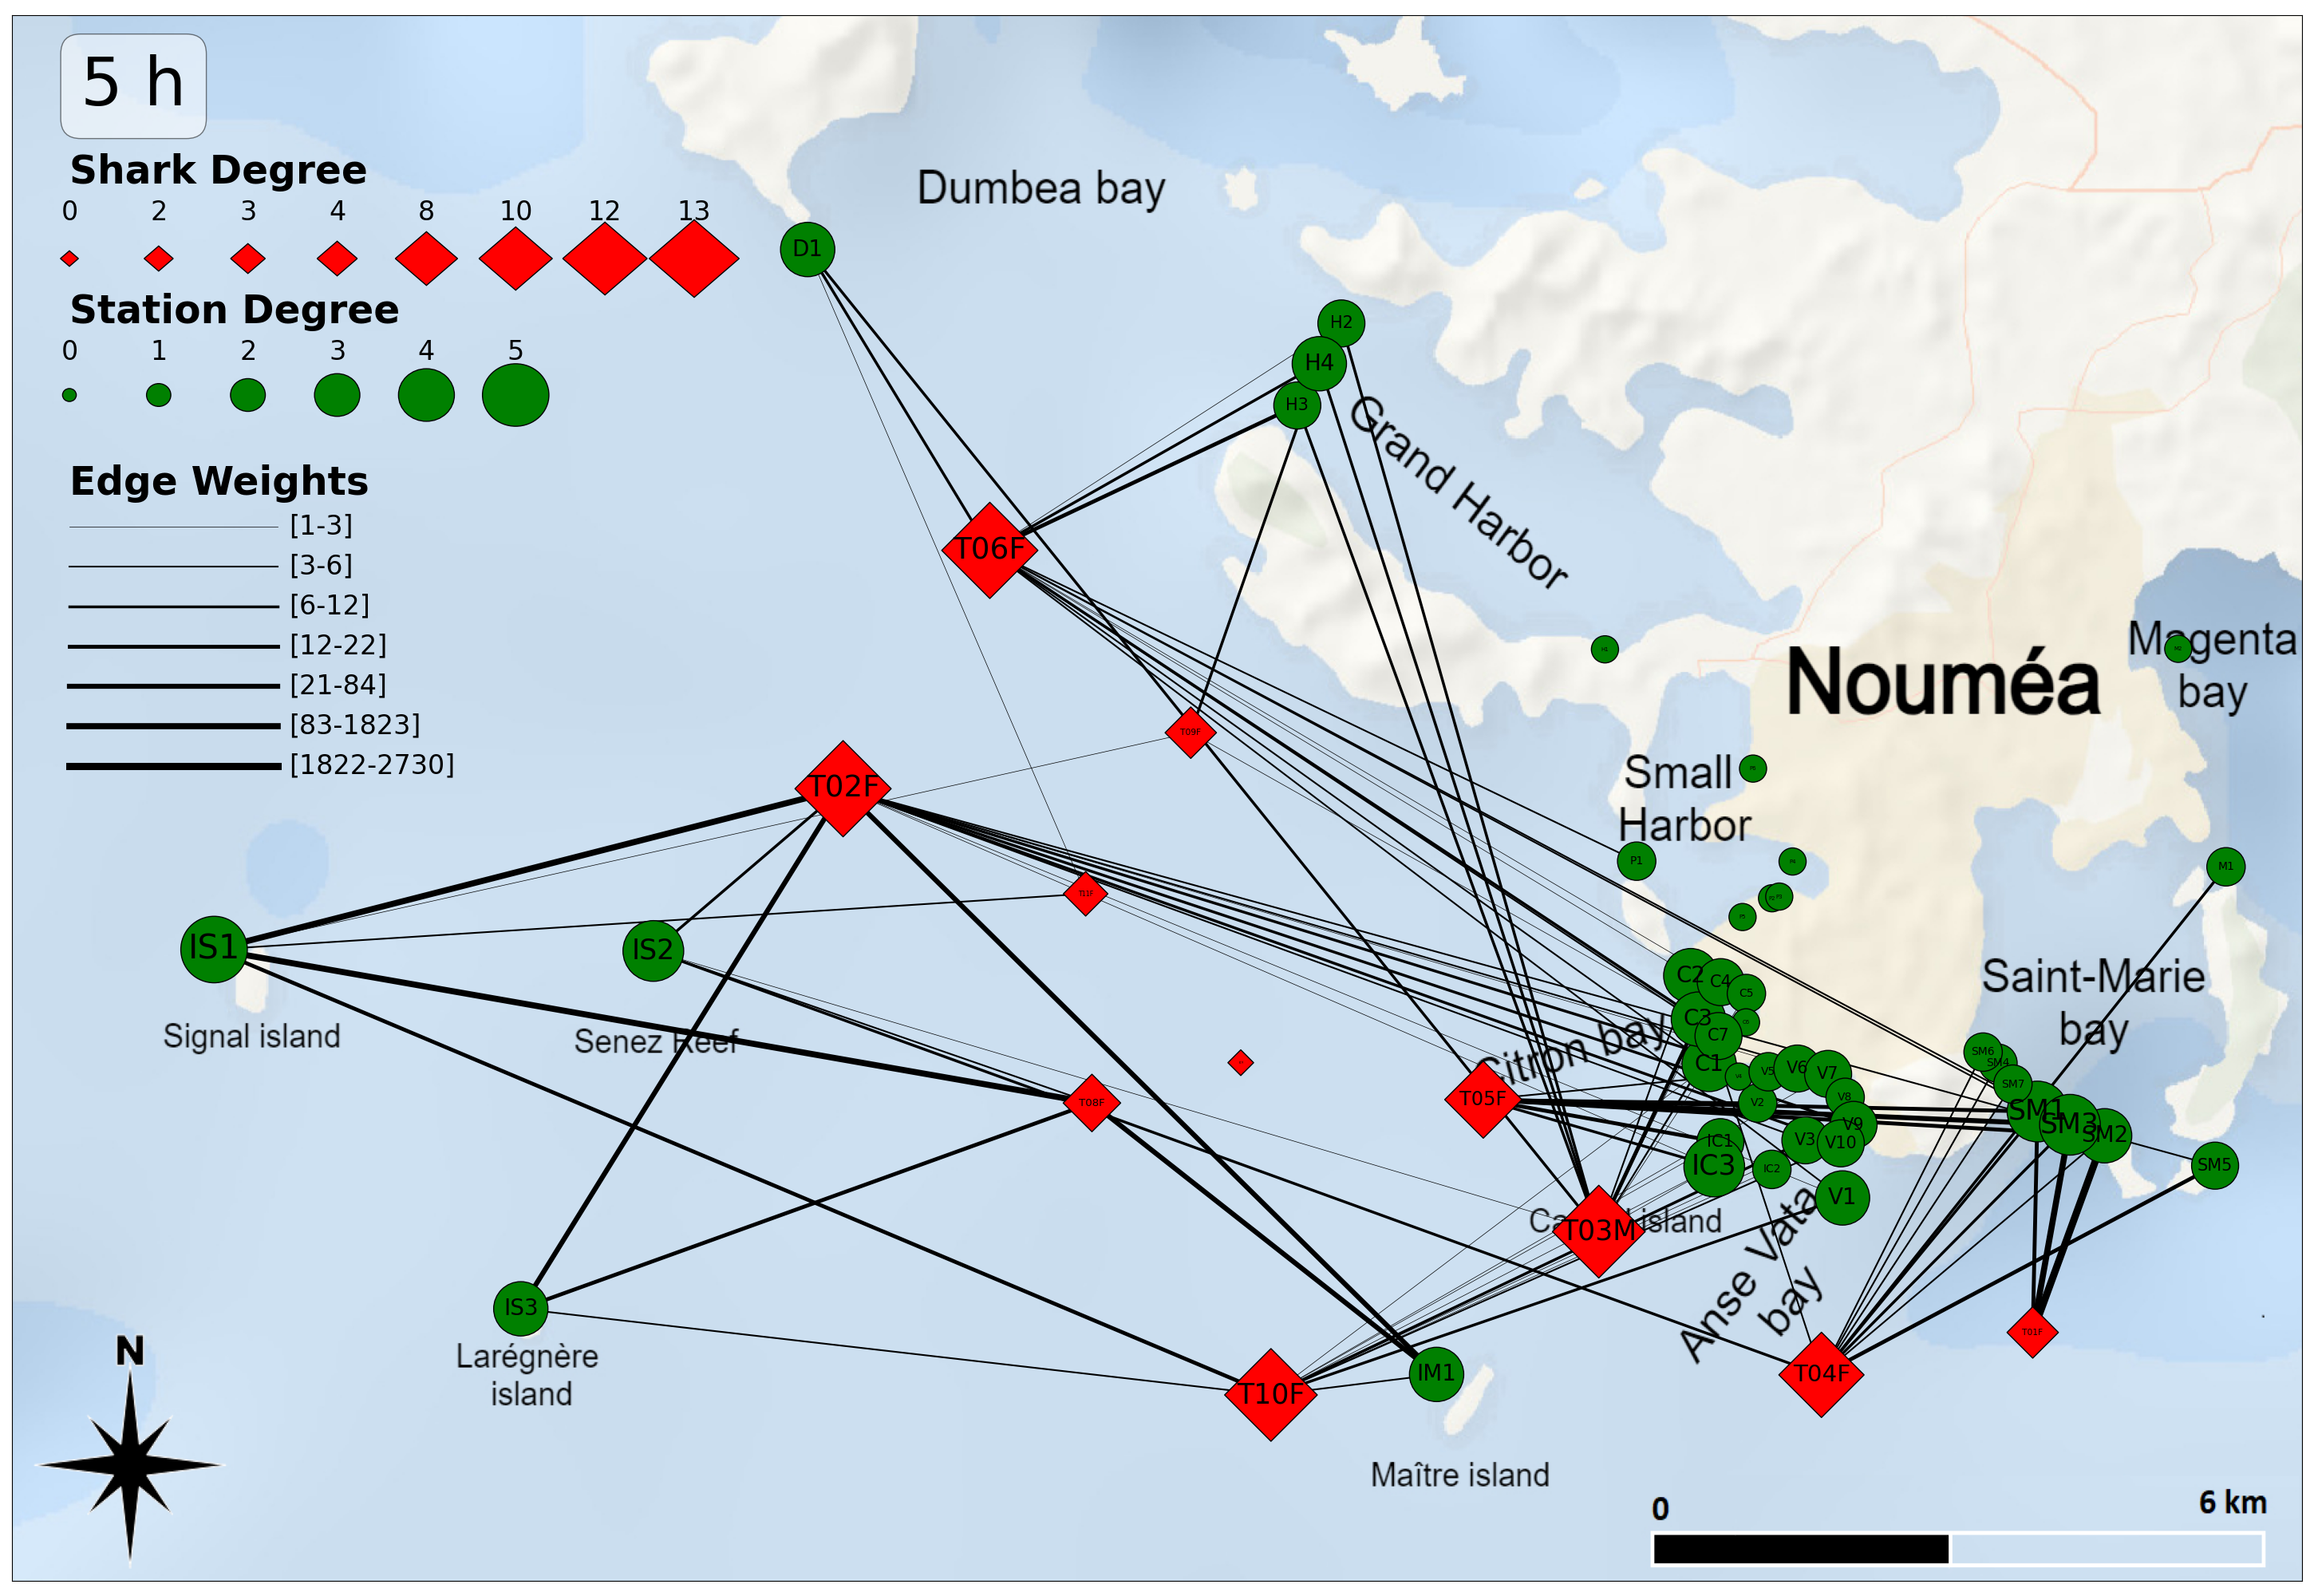 5 h
Shark Degree
0 2 3 4 8 10 12 13
Station Degree
0 1 2 3 4 5
Edge Weights
[1-3]
[3-6]
[6-12]
[12-22]
[21-84]
[83-1823]
[1822-2730]
D1
Dumbea bay
H2
H4
H3
Grand Harbor
T06F
Magenta
bay
Nouméa
T09F
Small
Harbor
T02F
P1
M1
T11F
IS1
IS2
Signal island
Senez Reef
C2
C4
C5
C3
C7
C1
Citron bay
Saint-Marie
bay
T05F
T08F
V5
V6
V7
V8
V2
V9
V3
V10
IC1
IC3
IC2
V1
SM6
SM4
SM7
SM1
SM3
SM2
SM5
T03M
island
Anse Vata
bay
IS3
Larégnère
island
T10F
IM1
T04F
T01F
Maître island
N
0 6 km